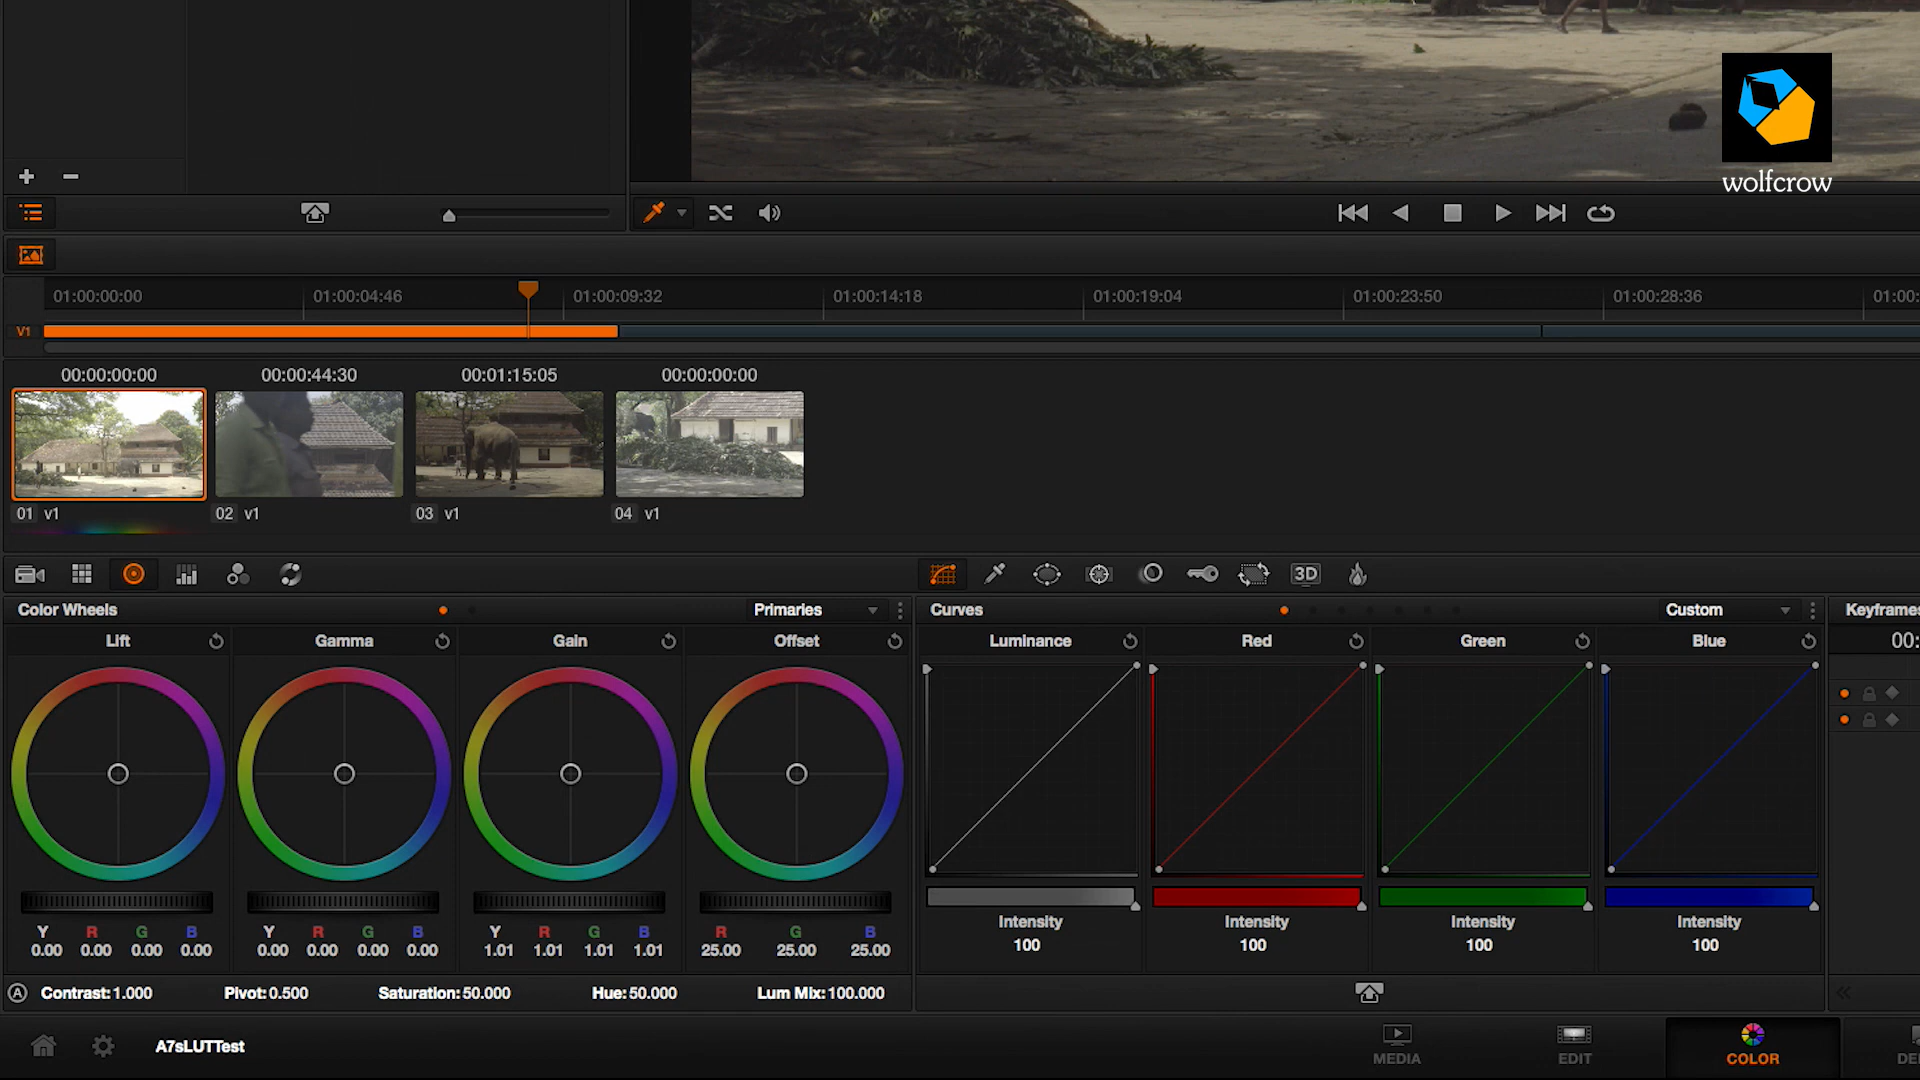 wolfcrow
01:00:00:00 01:00:04:46 01:00:09:32 01:00:14:18 01:00:19:04 01:00:23:50 01:00:28:36 01:00:
V1
00:00:00:00 00:00:44:30 00:01:15:05 00:00:00:00
01 v1 02 v1 03 v1 04 v1
3D
Color Wheels Primaries Curves Custom Keyframes
Lift Gamma Gain Offset Luminance Red Green Blue 00:
Y R G B Y R G B Y R G B R G B
0.00 0.00 0.00 0.00 0.00 0.00 0.00 0.00 1.01 1.01 1.01 1.01 25.00 25.00 25.00
Intensity Intensity Intensity Intensity
100 100 100 100
A Contrast:1.000 Pivot:0.500 Saturation:50.000 Hue:50.000 Lum Mix:100.000
A7sLUTTest
MEDIA EDIT COLOR DE